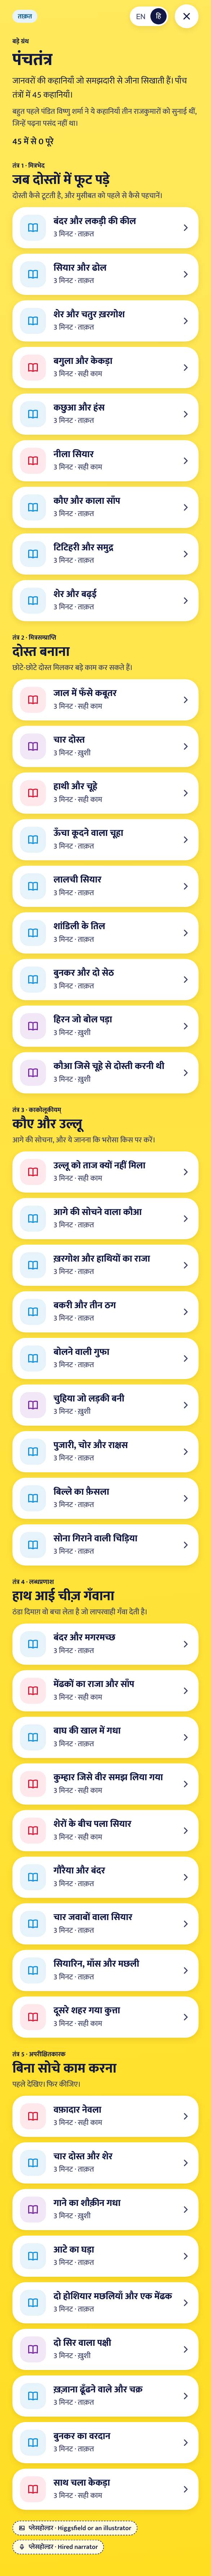 ताक़त
EN हि
बड़े ग्रंथ
पंचतंत्र
जानवरों की कहानियाँ जो समझदारी से जीना सिखाती हैं। पाँच
तंत्रों में 45 कहानियाँ।
बहुत पहले पंडित विष्णु शर्मा ने ये कहानियाँ तीन राजकुमारों को सुनाई थीं,
जिन्हें पढ़ना पसंद नहीं था।
45 में से 0 पूरे
तंत्र 1 · मित्रभेद
जब दोस्तों में फूट पड़े
दोस्ती कैसे टूटती है, और मुसीबत को पहले से कैसे पहचानें।
बंदर और लकड़ी की कील
3 मिनट · ताक़त
सियार और ढोल
3 मिनट · ताक़त
शेर और चतुर ख़रगोश
3 मिनट · ताक़त
बगुला और केकड़ा
3 मिनट · सही काम
कछुआ और हंस
3 मिनट · ताक़त
नीला सियार
3 मिनट · सही काम
कौए और काला साँप
3 मिनट · ताक़त
टिटिहरी और समुद्र
3 मिनट · ताक़त
शेर और बढ़ई
3 मिनट · ताक़त
तंत्र 2 · मित्रसम्प्राप्ति
दोस्त बनाना
छोटे-छोटे दोस्त मिलकर बड़े काम कर सकते हैं।
जाल में फँसे कबूतर
3 मिनट · सही काम
चार दोस्त
3 मिनट · ख़ुशी
हाथी और चूहे
3 मिनट · सही काम
ऊँचा कूदने वाला चूहा
3 मिनट · ताक़त
लालची सियार
3 मिनट · ताक़त
शांडिली के तिल
3 मिनट · ताक़त
बुनकर और दो सेठ
3 मिनट · ताक़त
हिरन जो बोल पड़ा
3 मिनट · ख़ुशी
कौआ जिसे चूहे से दोस्ती करनी थी
3 मिनट · ख़ुशी
तंत्र 3 · काकोलूकीयम्
कौए और उल्लू
आगे की सोचना, और ये जानना कि भरोसा किस पर करें।
उल्लू को ताज क्यों नहीं मिला
3 मिनट · सही काम
आगे की सोचने वाला कौआ
3 मिनट · ताक़त
ख़रगोश और हाथियों का राजा
3 मिनट · ताक़त
बकरी और तीन ठग
3 मिनट · ताक़त
बोलने वाली गुफा
3 मिनट · ताक़त
चुहिया जो लड़की बनी
3 मिनट · ख़ुशी
पुजारी, चोर और राक्षस
3 मिनट · ताक़त
बिल्ले का फ़ैसला
3 मिनट · ताक़त
सोना गिराने वाली चिड़िया
3 मिनट · ताक़त
तंत्र 4 · लब्धप्रणाश
हाथ आई चीज़ गँवाना
ठंडा दिमाग़ वो बचा लेता है जो लापरवाही गँवा देती है।
बंदर और मगरमच्छ
3 मिनट · ताक़त
मेंढकों का राजा और साँप
3 मिनट · सही काम
बाघ की खाल में गधा
3 मिनट · ताक़त
कुम्हार जिसे वीर समझ लिया गया
3 मिनट · सही काम
शेरों के बीच पला सियार
3 मिनट · सही काम
गौरैया और बंदर
3 मिनट · ताक़त
चार जवाबों वाला सियार
3 मिनट · ताक़त
सियारिन, माँस और मछली
3 मिनट · ताक़त
दूसरे शहर गया कुत्ता
3 मिनट · सही काम
तंत्र 5 · अपरीक्षितकारक
बिना सोचे काम करना
पहले देखिए। फिर कीजिए।
वफ़ादार नेवला
3 मिनट · सही काम
चार दोस्त और शेर
3 मिनट · ताक़त
गाने का शौक़ीन गधा
3 मिनट · ख़ुशी
आटे का घड़ा
3 मिनट · ताक़त
दो होशियार मछलियाँ और एक मेंढक
3 मिनट · ताक़त
दो सिर वाला पक्षी
3 मिनट · ख़ुशी
ख़ज़ाना ढूँढने वाले और चक्र
3 मिनट · ताक़त
बुनकर का वरदान
3 मिनट · ताक़त
साथ चला केकड़ा
3 मिनट · सही काम
प्लेसहोल्डर · Higgsfield or an illustrator
प्लेसहोल्डर · Hired narrator